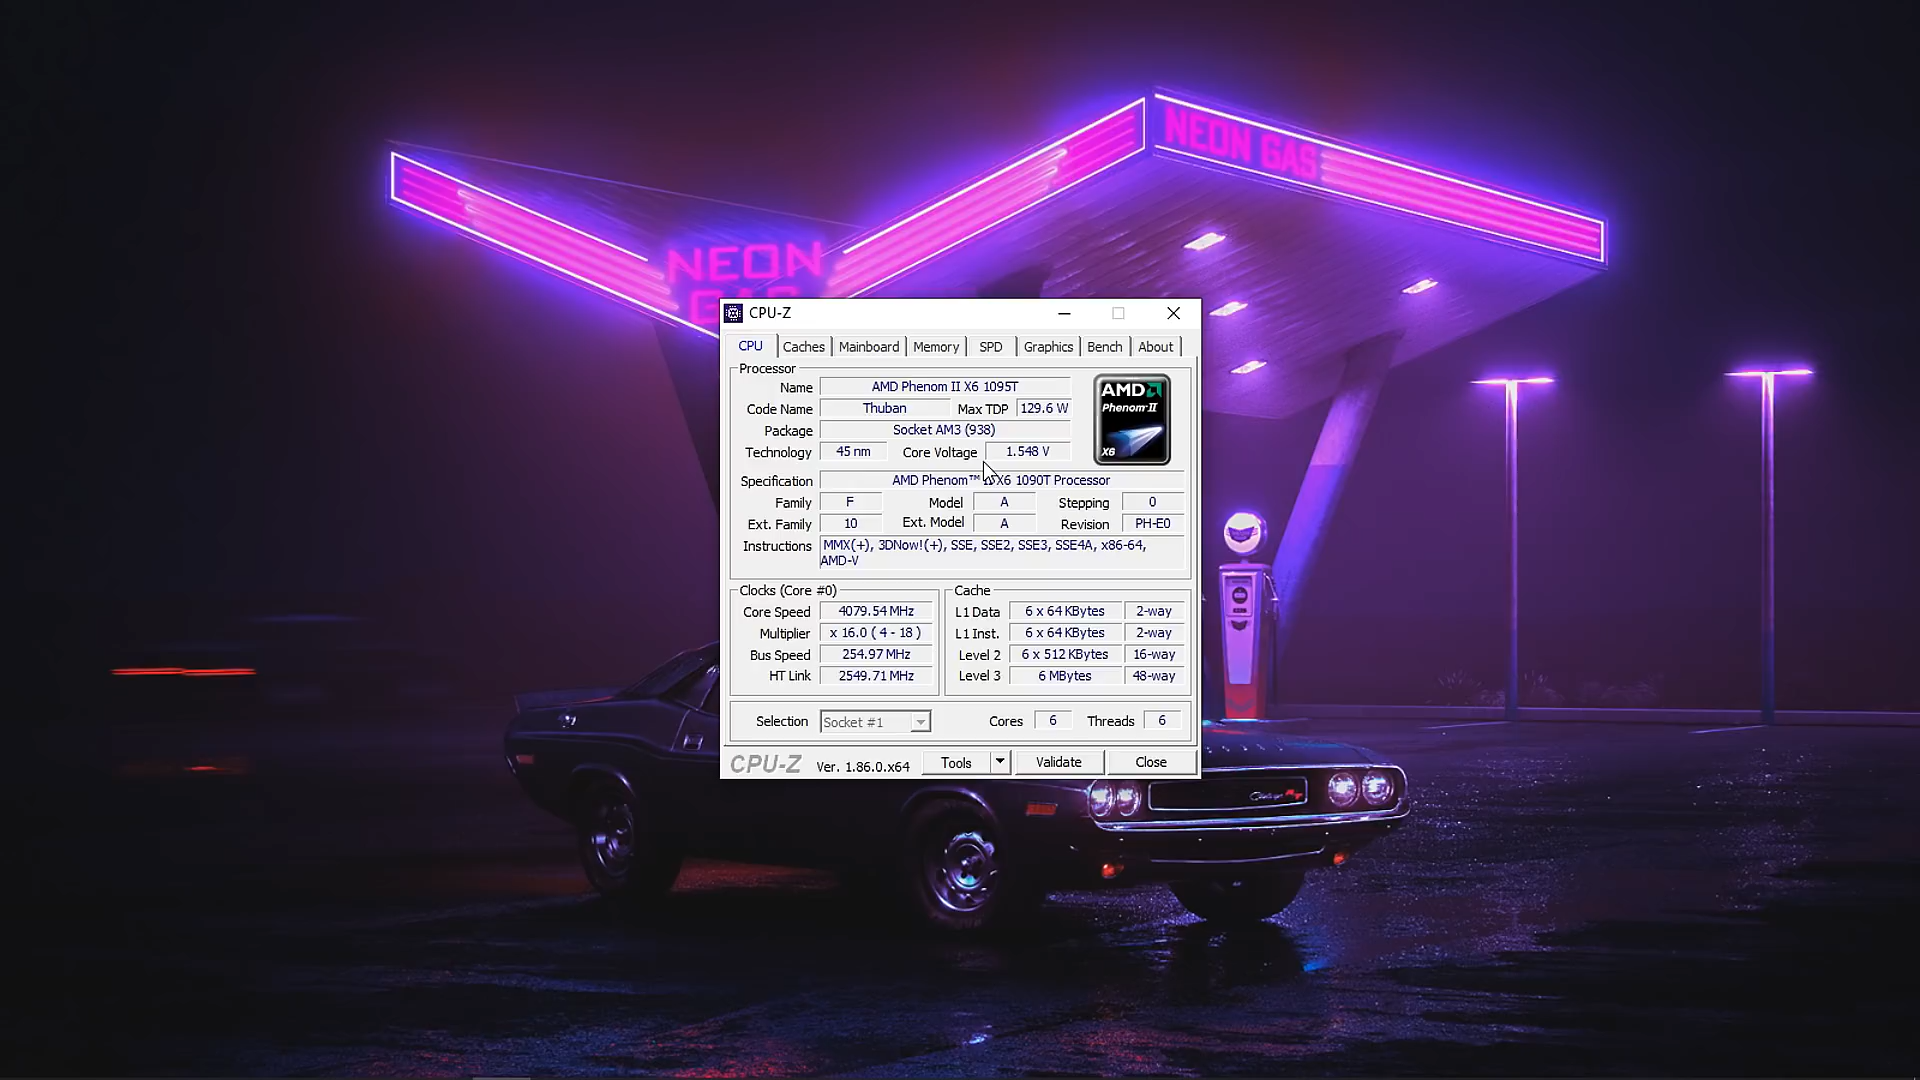 NEON GAS
NEON
CPU-Z
CPU Caches Mainboard Memory SPD Graphics Bench About
Processor
Name AMD Phenom II X6 1095T
Code Name Thuban Max TDP 129.6 W
Package Socket AM3 (938)
Technology 45 nm Core Voltage 1.548 V
AMD Phenom II X6
Specification AMD Phenom™ II X6 1090T Processor
Family F Model A Stepping 0
Ext. Family 10 Ext. Model A Revision PH-E0
Instructions MMX(+), 3DNow!(+), SSE, SSE2, SSE3, SSE4A, x86-64,
AMD-V
Clocks (Core #0)
Core Speed 4079.54 MHz
Multiplier x 16.0 ( 4 - 18 )
Bus Speed 254.97 MHz
HT Link 2549.71 MHz
Cache
L1 Data 6 x 64 KBytes 2-way
L1 Inst. 6 x 64 KBytes 2-way
Level 2 6 x 512 KBytes 16-way
Level 3 6 MBytes 48-way
Selection Socket #1 Cores 6 Threads 6
CPU-Z Ver. 1.86.0.x64 Tools Validate Close